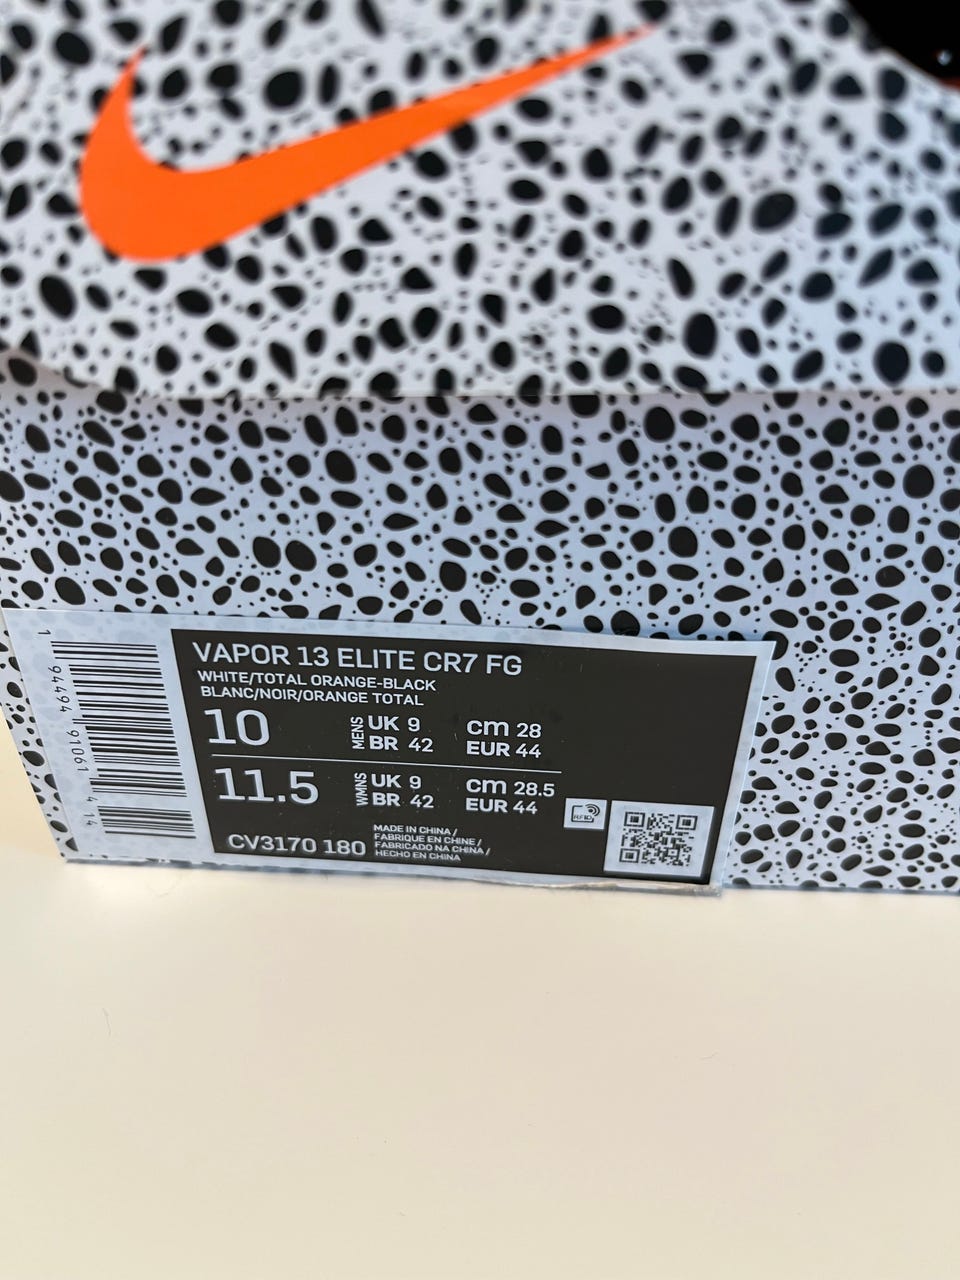 VAPOR 13 ELITE CR7 FG
WHITE/TOTAL ORANGE-BLACK
BLANC/NOIR/ORANGE TOTAL
10 MENS UK 9 cm 28
BR 42 EUR 44
11.5 WMNS UK 9 cm 28.5
BR 42 EUR 44
RFID
CV3170 180
MADE IN CHINA /
FABRIQUE EN CHINE /
FABRICADO NA CHINA /
HECHO EN CHINA
1 94494 91061 4 14